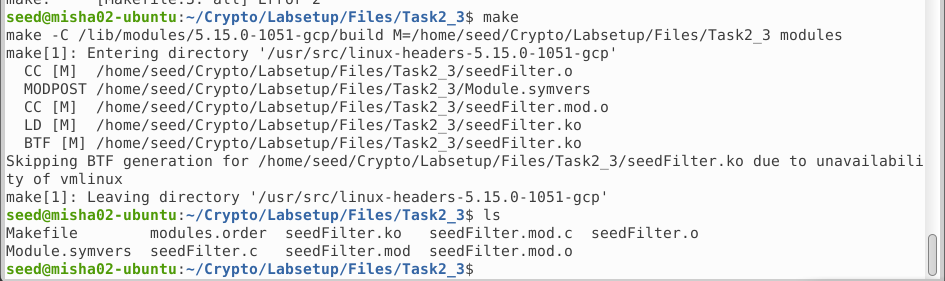 make: [Makefile:3: all] Error 2
seed@misha02-ubuntu:~/Crypto/Labsetup/Files/Task2_3$ make
make -C /lib/modules/5.15.0-1051-gcp/build M=/home/seed/Crypto/Labsetup/Files/Task2_3 modules
make[1]: Entering directory '/usr/src/linux-headers-5.15.0-1051-gcp'
  CC [M]  /home/seed/Crypto/Labsetup/Files/Task2_3/seedFilter.o
  MODPOST /home/seed/Crypto/Labsetup/Files/Task2_3/Module.symvers
  CC [M]  /home/seed/Crypto/Labsetup/Files/Task2_3/seedFilter.mod.o
  LD [M]  /home/seed/Crypto/Labsetup/Files/Task2_3/seedFilter.ko
  BTF [M] /home/seed/Crypto/Labsetup/Files/Task2_3/seedFilter.ko
Skipping BTF generation for /home/seed/Crypto/Labsetup/Files/Task2_3/seedFilter.ko due to unavailabili
ty of vmlinux
make[1]: Leaving directory '/usr/src/linux-headers-5.15.0-1051-gcp'
seed@misha02-ubuntu:~/Crypto/Labsetup/Files/Task2_3$ ls
Makefile        modules.order  seedFilter.ko   seedFilter.mod.c  seedFilter.o
Module.symvers  seedFilter.c   seedFilter.mod  seedFilter.mod.o
seed@misha02-ubuntu:~/Crypto/Labsetup/Files/Task2_3$